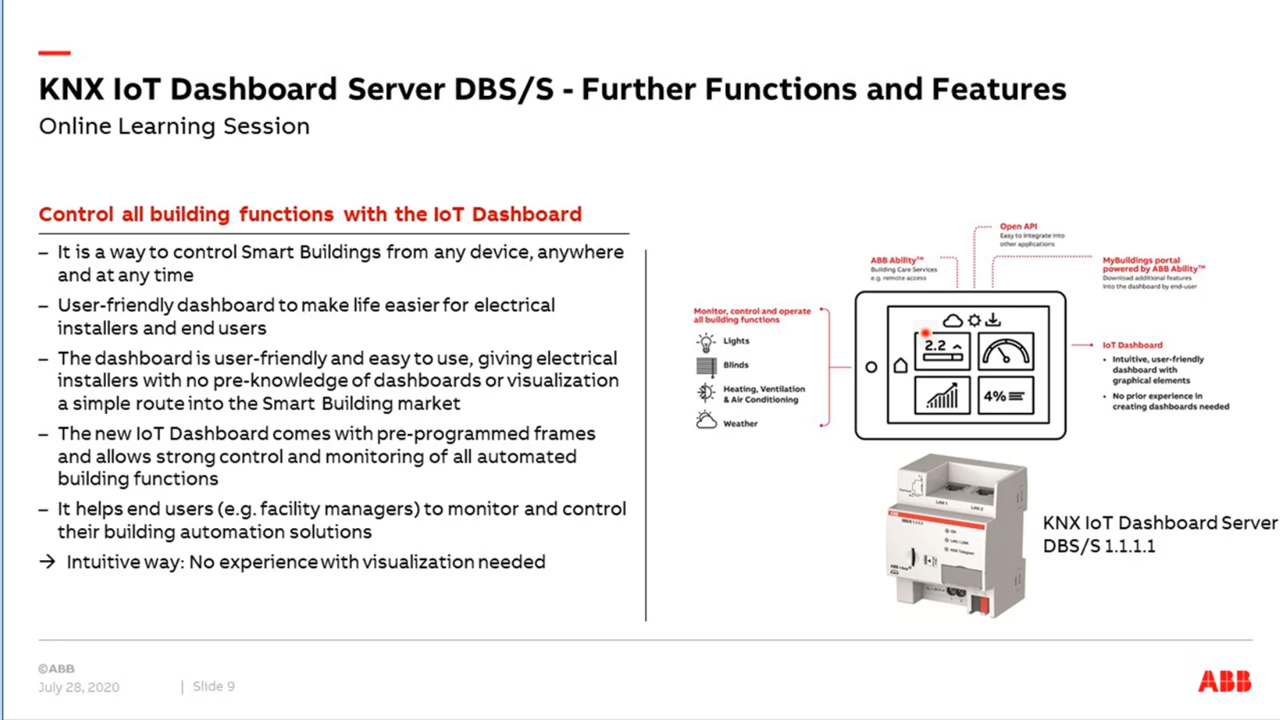 KNX IoT Dashboard Server DBS/S - Further Functions and Features
Online Learning Session
Control all building functions with the IoT Dashboard
– It is a way to control Smart Buildings from any device, anywhere
and at any time
– User-friendly dashboard to make life easier for electrical
installers and end users
– The dashboard is user-friendly and easy to use, giving electrical
installers with no pre-knowledge of dashboards or visualization
a simple route into the Smart Building market
– The new IoT Dashboard comes with pre-programmed frames
and allows strong control and monitoring of all automated
building functions
– It helps end users (e.g. facility managers) to monitor and control
their building automation solutions
→ Intuitive way: No experience with visualization needed
Open API
Easy to integrate into
other applications
ABB Ability™
Building Care Services
e.g. remote access
MyBuildings portal
powered by ABB Ability™
Download additional features
into the dashboard by end-user
Monitor, control and operate
all building functions
Lights
Blinds
Heating, Ventilation
& Air Conditioning
Weather
2.2
4%
IoT Dashboard
• Intuitive, user-friendly
dashboard with
graphical elements
• No prior experience in
creating dashboards needed
LAN 1
LAN 2
ABB
On
LAN / LINK
KNX Telegram
KNX IoT Dashboard Server
DBS/S 1.1.1.1
©ABB
July 28, 2020 | Slide 9
ABB